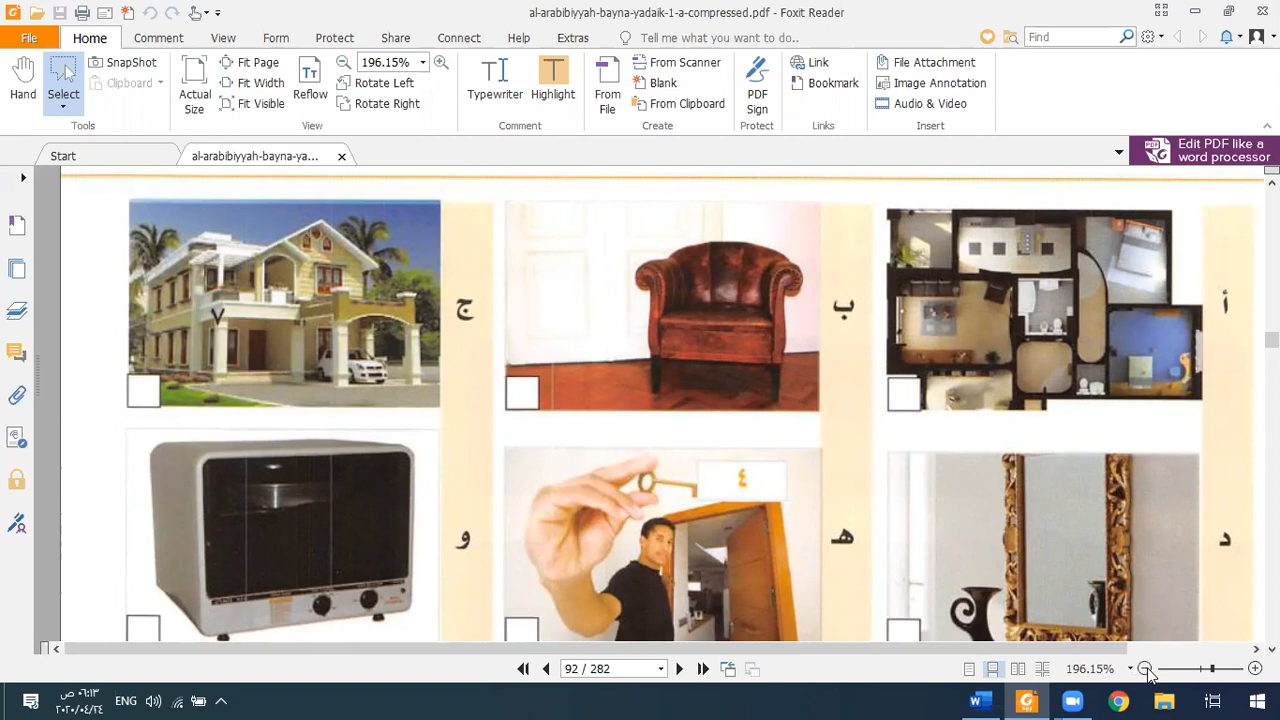 al-arabibiyyah-bayna-yadaik-1-a-compressed.pdf - Foxit Reader
File
Home
Comment
View
Form
Protect
Share
Connect
Help
Extras
Tell me what you want to do..
Find
Hand
Select
SnapShot
Clipboard
Tools
Actual Size
Fit Page
Fit Width
Fit Visible
Reflow
196.15%
Rotate Left
Rotate Right
View
Typewriter
Highlight
Comment
From File
From Scanner
Blank
From Clipboard
Create
PDF Sign
Protect
Link
Bookmark
Links
File Attachment
Image Annotation
Audio & Video
Insert
Start
al-arabibiyyah-bayna-ya...
Edit PDF like a word processor
أ
ب
ج
٧
د
هـ
٤
و
92 / 282
196.15%
ENG
٠٦:١٣ ص
٢٠٢٠/٠٤/٢٤